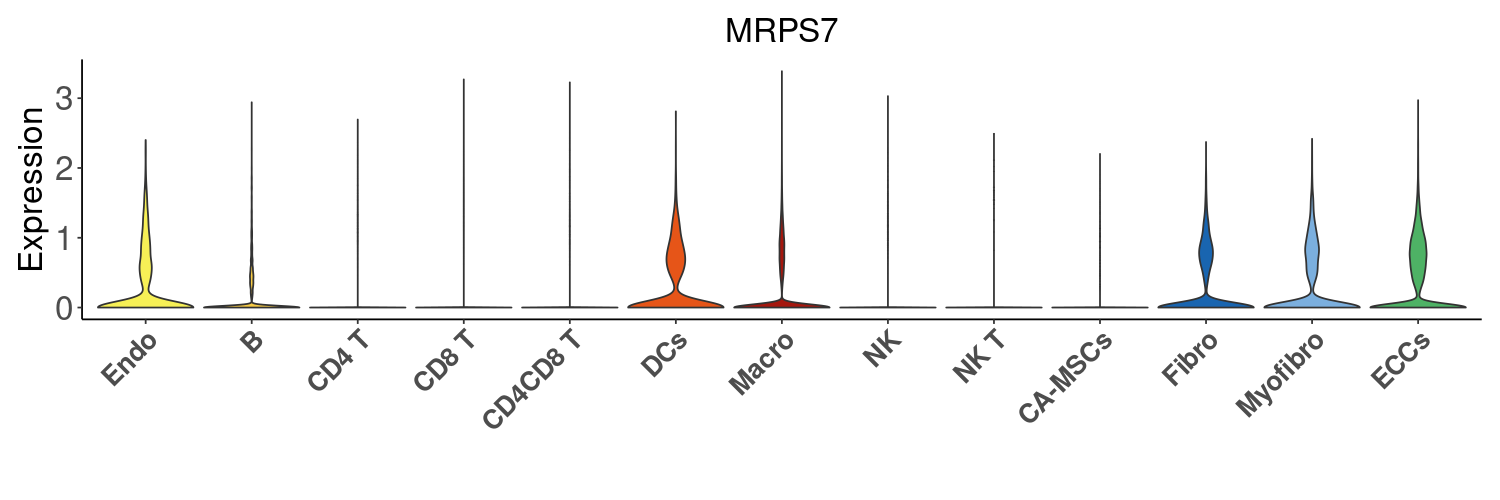 MRPS7
Expression
3
2
1
0
Endo
B
CD4 T
CD8 T
CD4CD8 T
DCs
Macro
NK
NK T
CA-MSCs
Fibro
Myofibro
ECCs